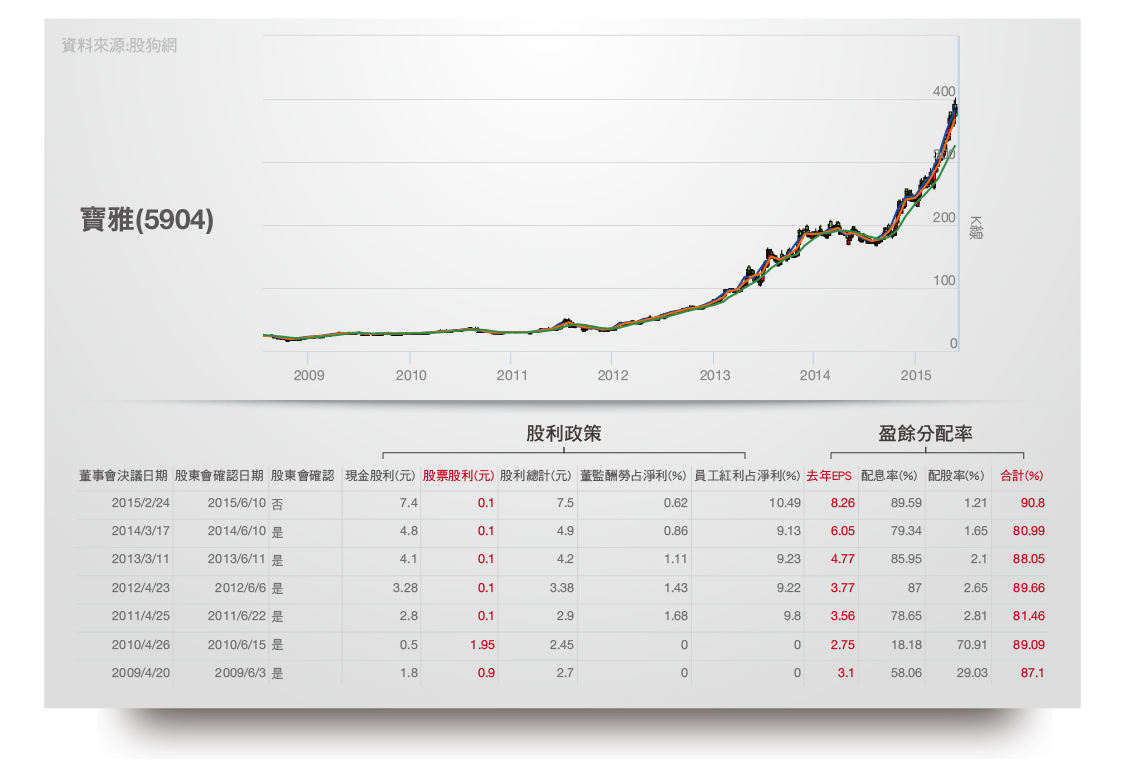 資料來源:股狗網
400
300
200
100
0
K線
寶雅(5904)
2009 2010 2011 2012 2013 2014 2015
股利政策 盈餘分配率
董事會決議日期 股東會確認日期 股東會確認 現金股利(元) 股票股利(元) 股利總計(元) 董監酬勞占淨利(%) 員工紅利占淨利(%) 去年EPS 配息率(%) 配股率(%) 合計(%)
2015/2/24 2015/6/10 否 7.4 0.1 7.5 0.62 10.49 8.26 89.59 1.21 90.8
2014/3/17 2014/6/10 是 4.8 0.1 4.9 0.86 9.13 6.05 79.34 1.65 80.99
2013/3/11 2013/6/11 是 4.1 0.1 4.2 1.11 9.23 4.77 85.95 2.1 88.05
2012/4/23 2012/6/6 是 3.28 0.1 3.38 1.43 9.22 3.77 87 2.65 89.66
2011/4/25 2011/6/22 是 2.8 0.1 2.9 1.68 9.8 3.56 78.65 2.81 81.46
2010/4/26 2010/6/15 是 0.5 1.95 2.45 0 0 2.75 18.18 70.91 89.09
2009/4/20 2009/6/3 是 1.8 0.9 2.7 0 0 3.1 58.06 29.03 87.1